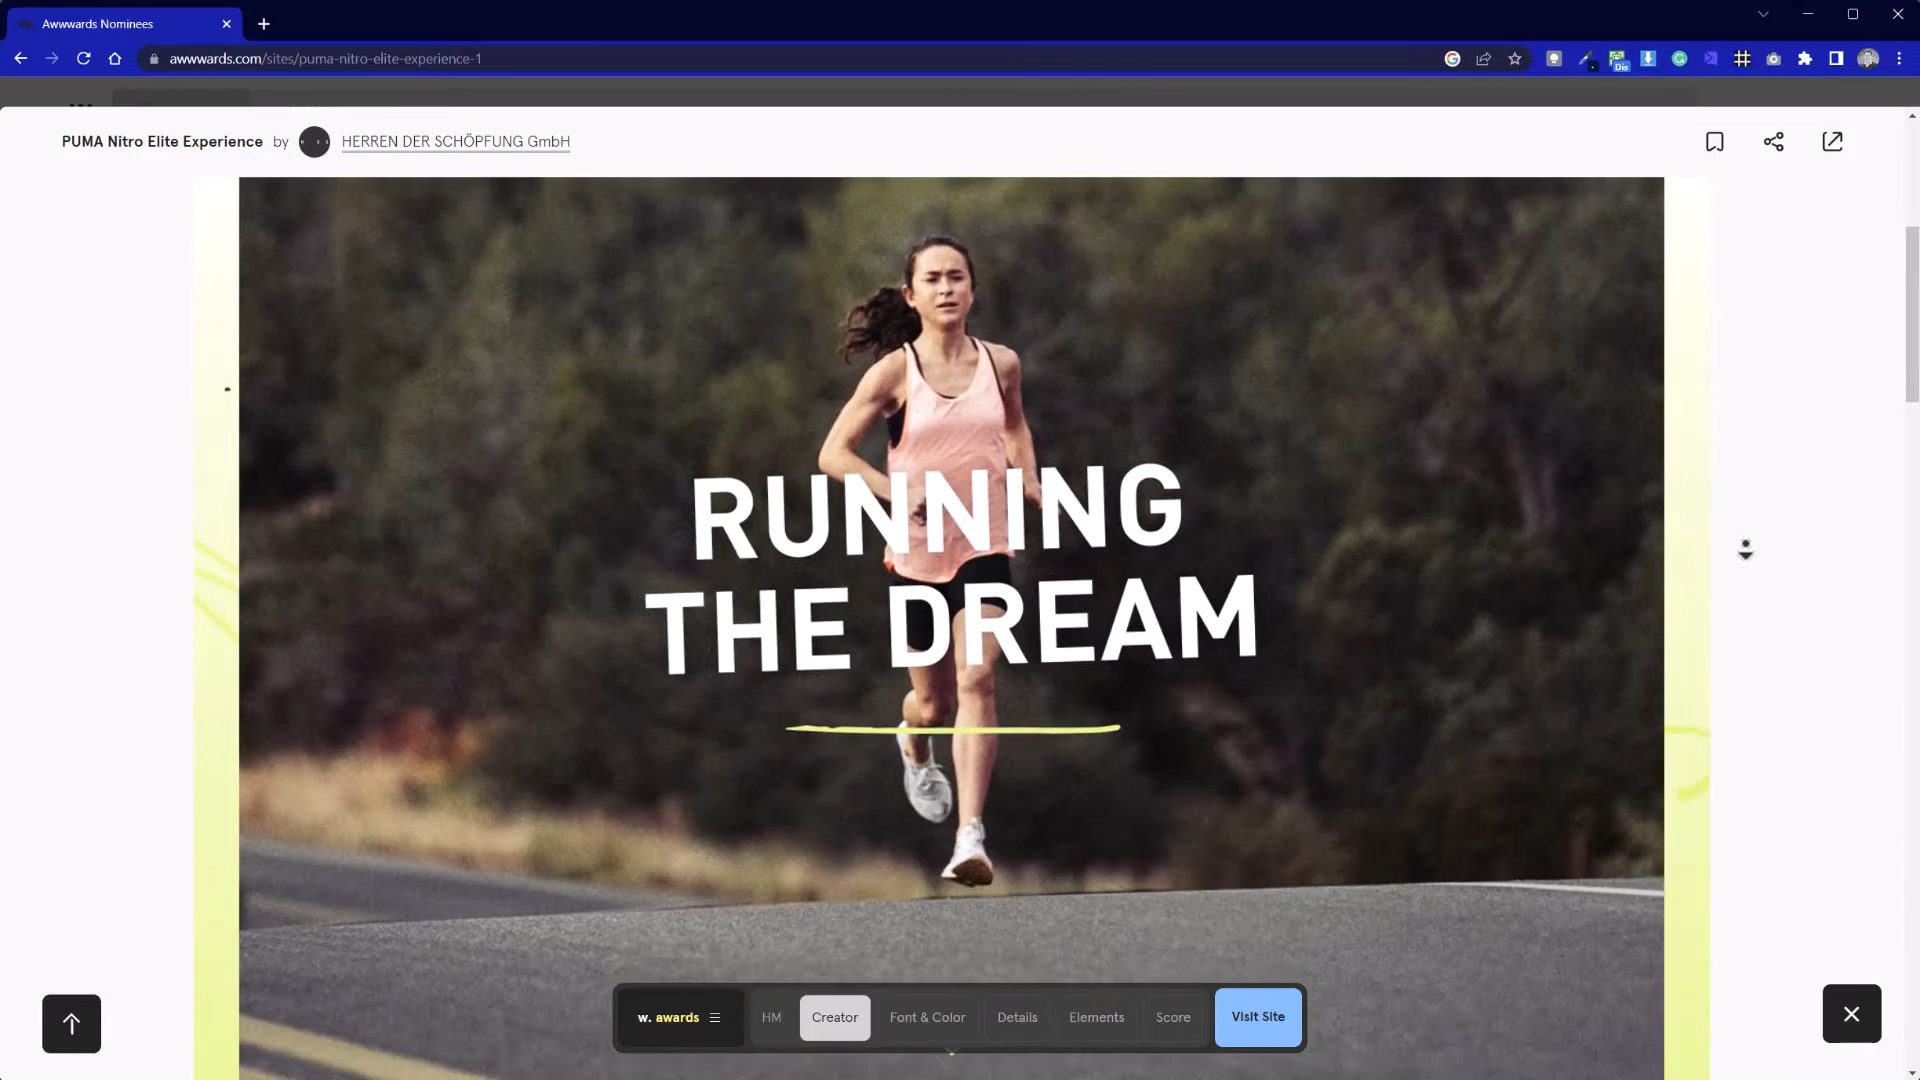 Awwwards Nominees
awwwards.com/sites/puma-nitro-elite-experience-1
Dis
PUMA Nitro Elite Experience by HERREN DER SCHÖPFUNG GmbH
RUNNING
THE DREAM
w. awards HM Creator Font & Color Details Elements Score Visit Site